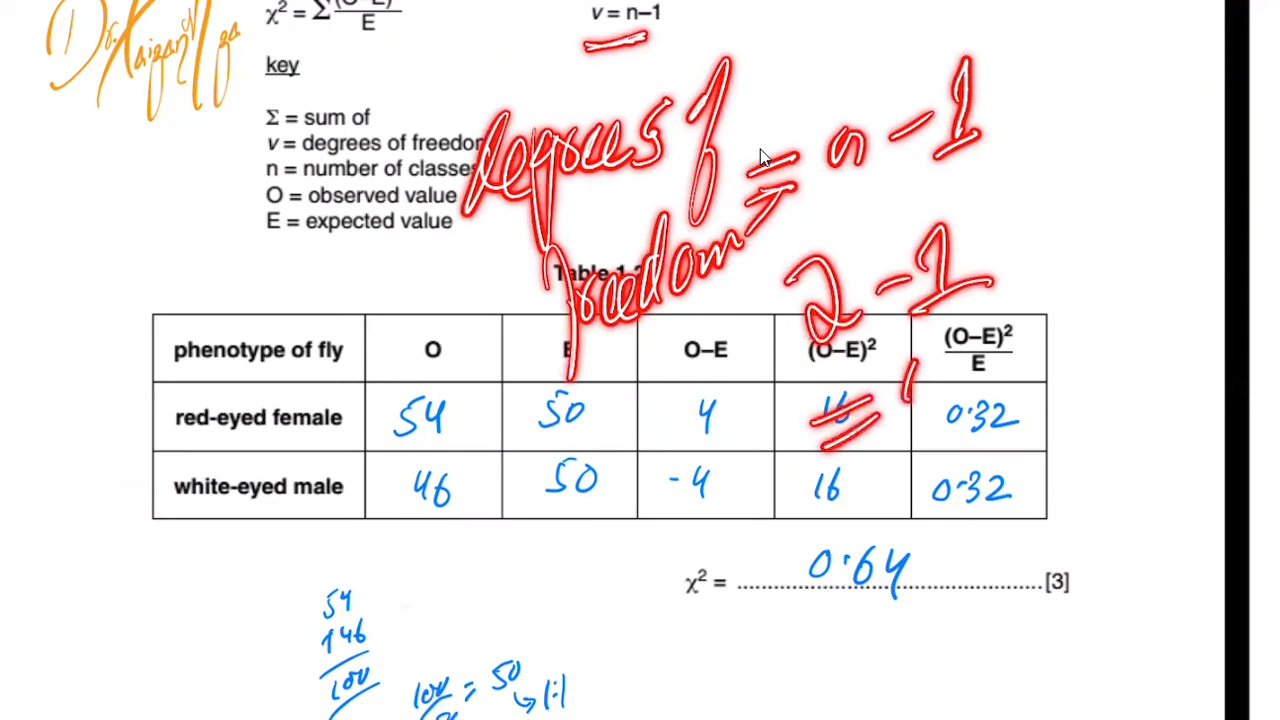 χ² = Σ (O–E)² / E
v = n–1
key
Σ = sum of
v = degrees of freedom
n = number of classes
O = observed value
E = expected value
degrees of freedom = n - 1
2 - 1
1
phenotype of fly O E O–E (O–E)² (O–E)² / E
red-eyed female 54 50 4 16 0.32
white-eyed male 46 50 -4 16 0.32
χ² = 0.64 [3]
54
+46
100
100 = 50
→ 1:1